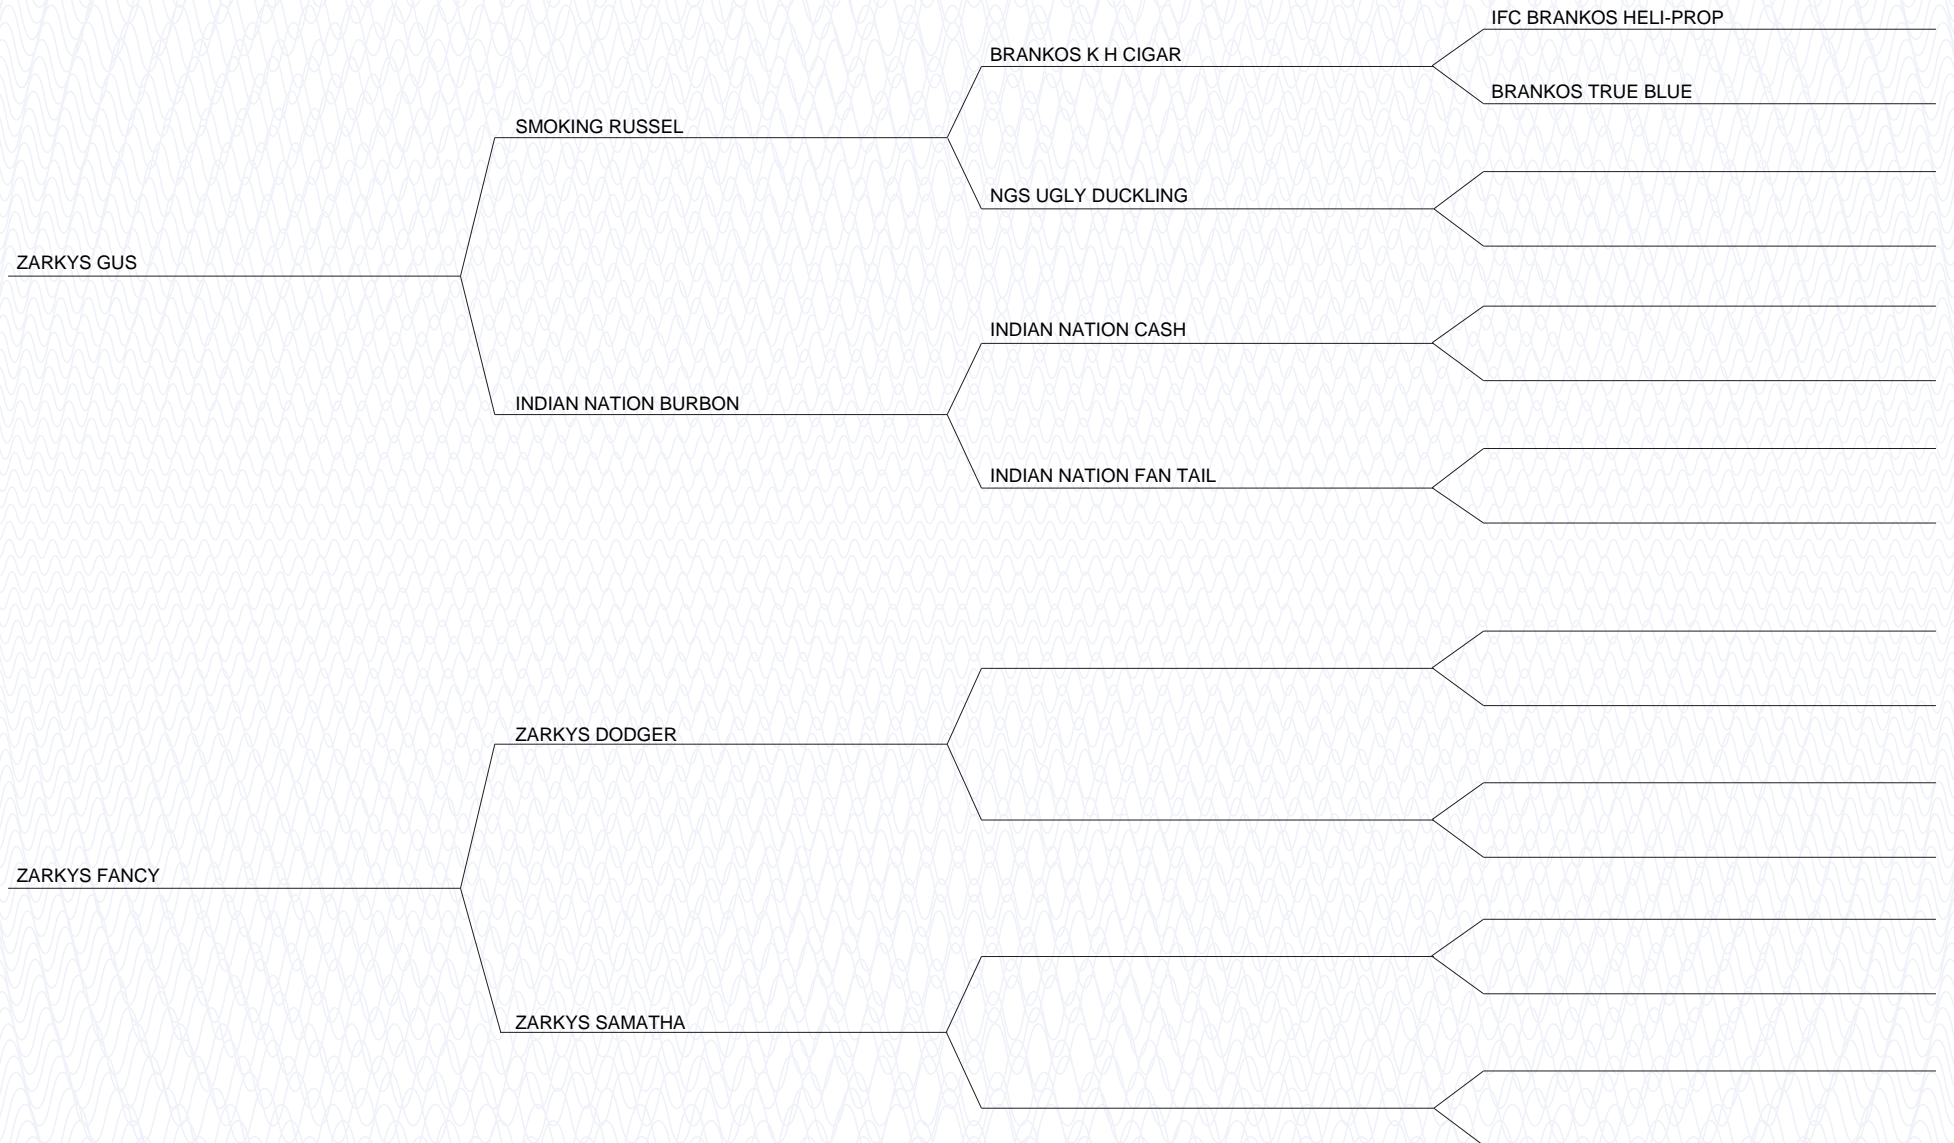 IFC BRANKOS HELI-PROP
BRANKOS K H CIGAR
BRANKOS TRUE BLUE
SMOKING RUSSEL
NGS UGLY DUCKLING
ZARKYS GUS
INDIAN NATION CASH
INDIAN NATION BURBON
INDIAN NATION FAN TAIL
ZARKYS DODGER
ZARKYS FANCY
ZARKYS SAMATHA